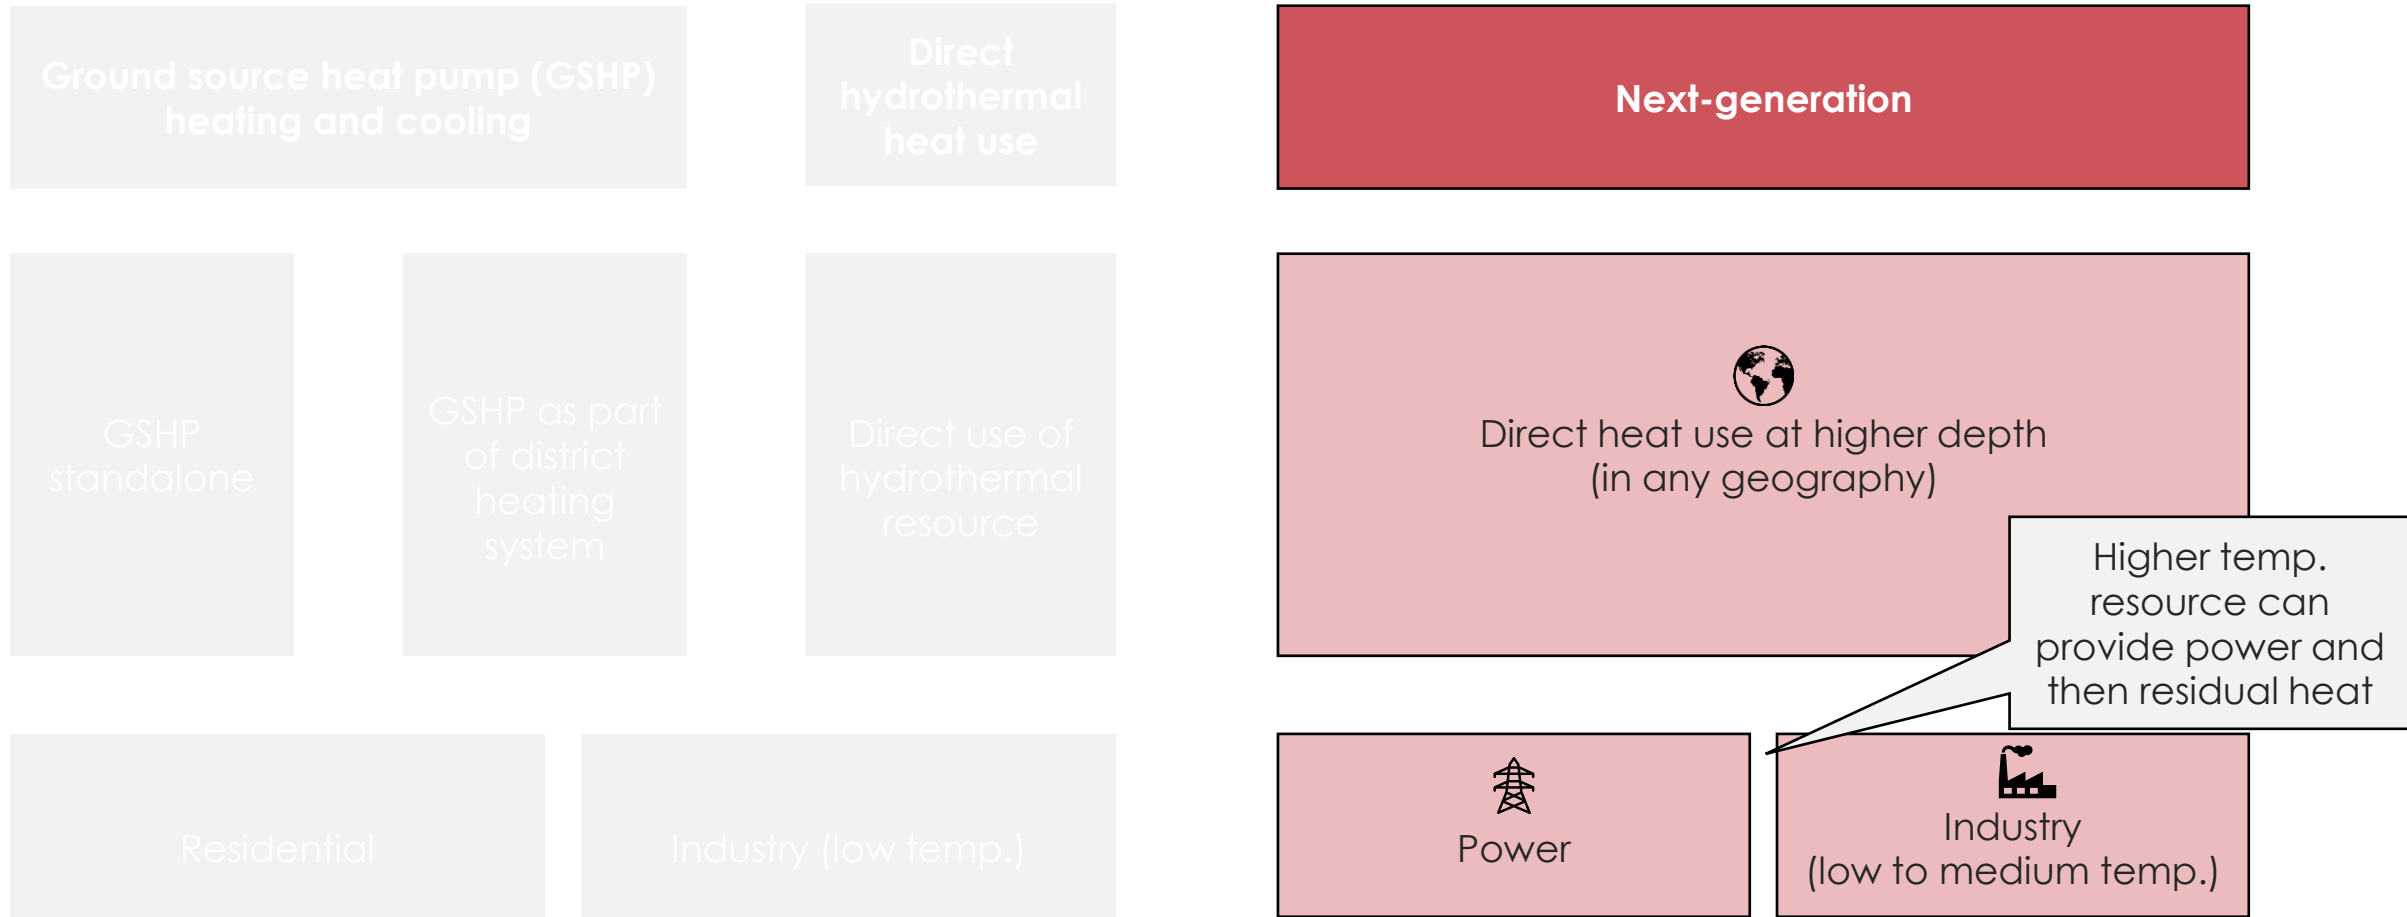 Ground source heat pump (GSHP)
heating and cooling
Direct
hydrothermal
heat use
Next-generation
GSHP
standalone
GSHP as part
of district
heating
system
Direct use of
hydrothermal
resource
Direct heat use at higher depth
(in any geography)
Higher temp.
resource can
provide power and
then residual heat
Residential
Industry (low temp.)
Power
Industry
(low to medium temp.)